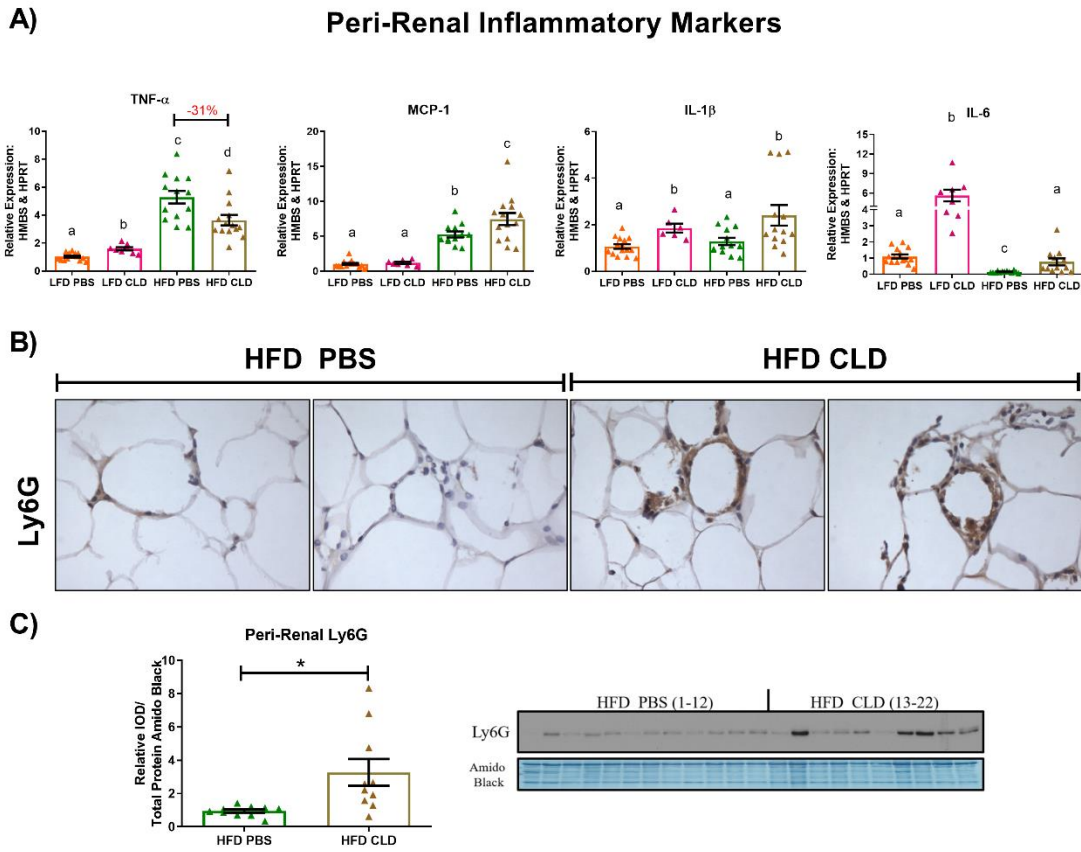 A)
Peri-Renal Inflammatory Markers
TNF-α
-31%
Relative Expression:
HMBS & HPRT
10
8
6
4
2
0
a
b
c
d
LFD PBS
LFD CLD
HFD PBS
HFD CLD
MCP-1
Relative Expression:
HMBS & HPRT
20
15
10
5
0
a
a
b
c
LFD PBS
LFD CLD
HFD PBS
HFD CLD
IL-1β
Relative Expression:
HMBS & HPRT
6
4
2
0
a
b
a
b
LFD PBS
LFD CLD
HFD PBS
HFD CLD
IL-6
Relative Expression:
HMBS & HPRT
15
12
9
6
3
2
1
0
a
b
c
a
LFD PBS
LFD CLD
HFD PBS
HFD CLD
B)
HFD PBS
HFD CLD
Ly6G
C)
Peri-Renal Ly6G
*
Relative IOD/
Total Protein Amido Black
10
8
6
4
2
0
HFD PBS
HFD CLD
HFD PBS (1-12)
HFD CLD (13-22)
Ly6G
Amido
Black